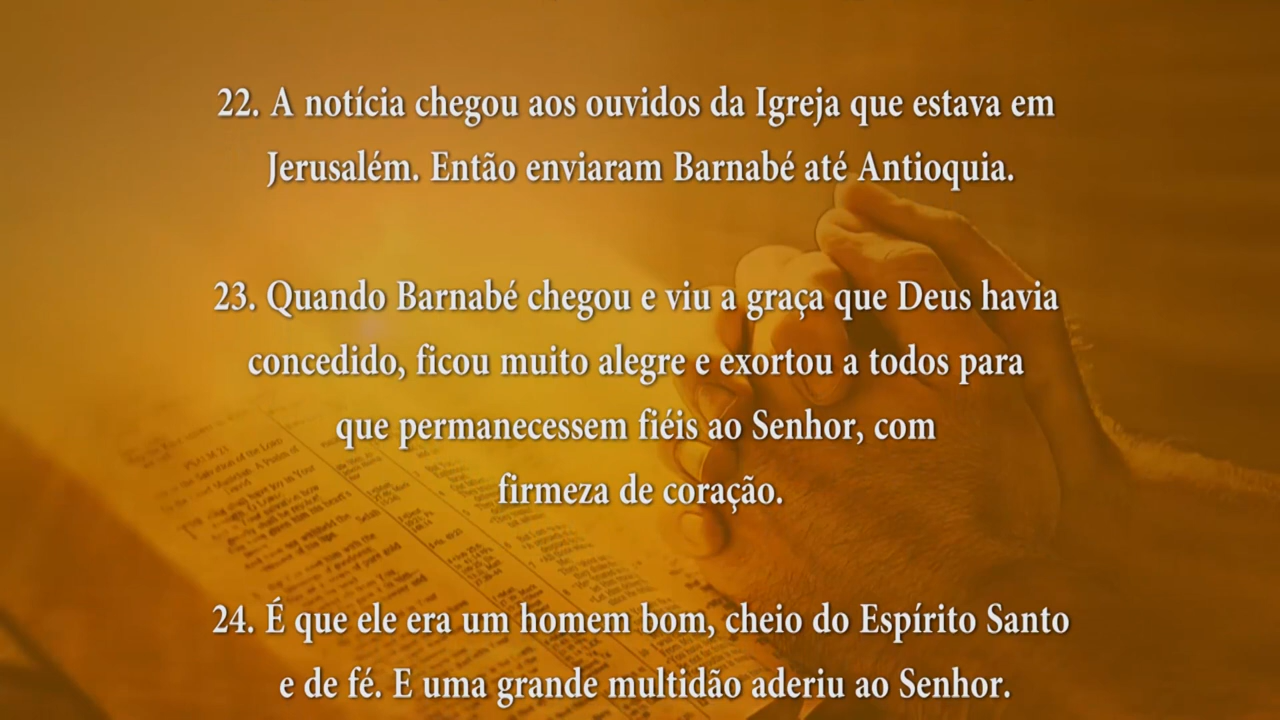 22. A notícia chegou aos ouvidos da Igreja que estava em
Jerusalém. Então enviaram Barnabé até Antioquia.
23. Quando Barnabé chegou e viu a graça que Deus havia
concedido, ficou muito alegre e exortou a todos para
que permanecessem fiéis ao Senhor, com
firmeza de coração.
24. É que ele era um homem bom, cheio do Espírito Santo
e de fé. E uma grande multidão aderiu ao Senhor.